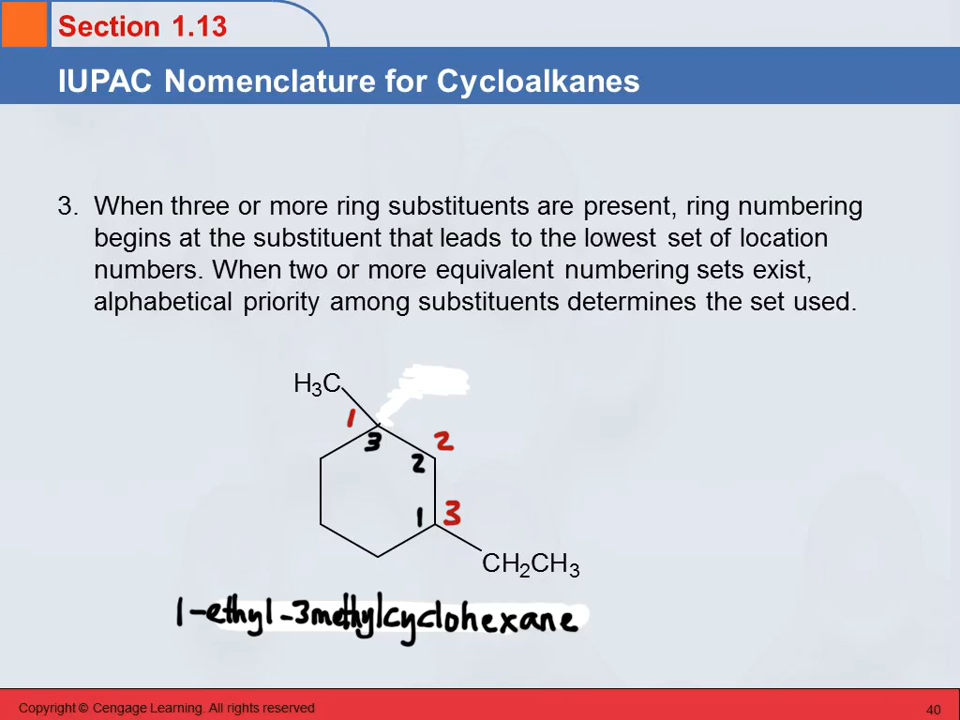 Section 1.13
IUPAC Nomenclature for Cycloalkanes
3. When three or more ring substituents are present, ring numbering
begins at the substituent that leads to the lowest set of location
numbers. When two or more equivalent numbering sets exist,
alphabetical priority among substituents determines the set used.
H₃C
1
3
2
2
1 3
CH₂CH₃
1-ethyl-3methylcyclohexane
Copyright © Cengage Learning. All rights reserved
40